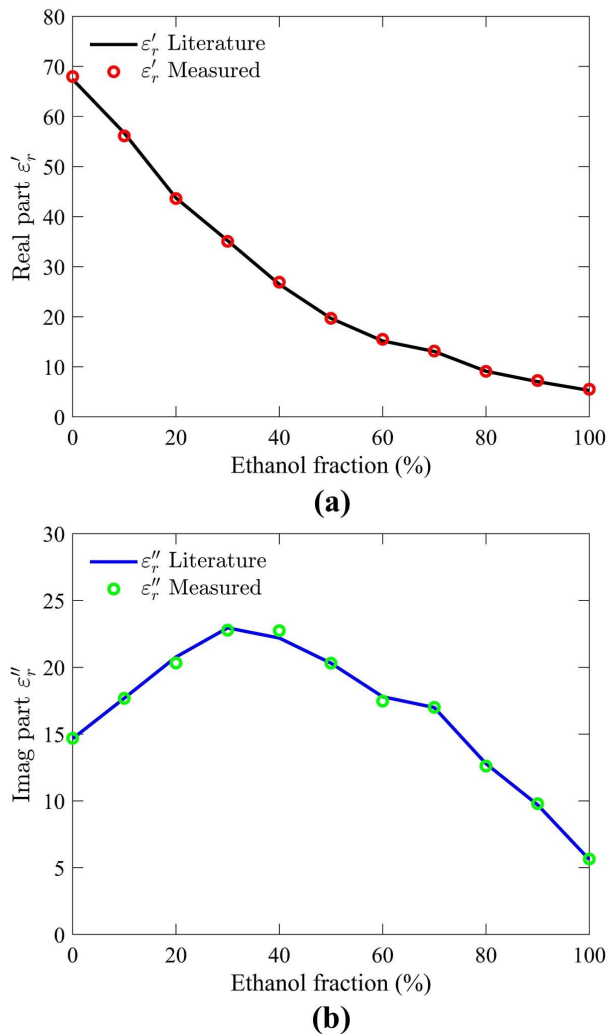 80
70
60
50
40
30
20
10
0
Real part ε′r
ε′r Literature
ε′r Measured
0 20 40 60 80 100
Ethanol fraction (%)
(a)
30
25
20
15
10
5
0
Imag part ε″r
ε″r Literature
ε″r Measured
0 20 40 60 80 100
Ethanol fraction (%)
(b)